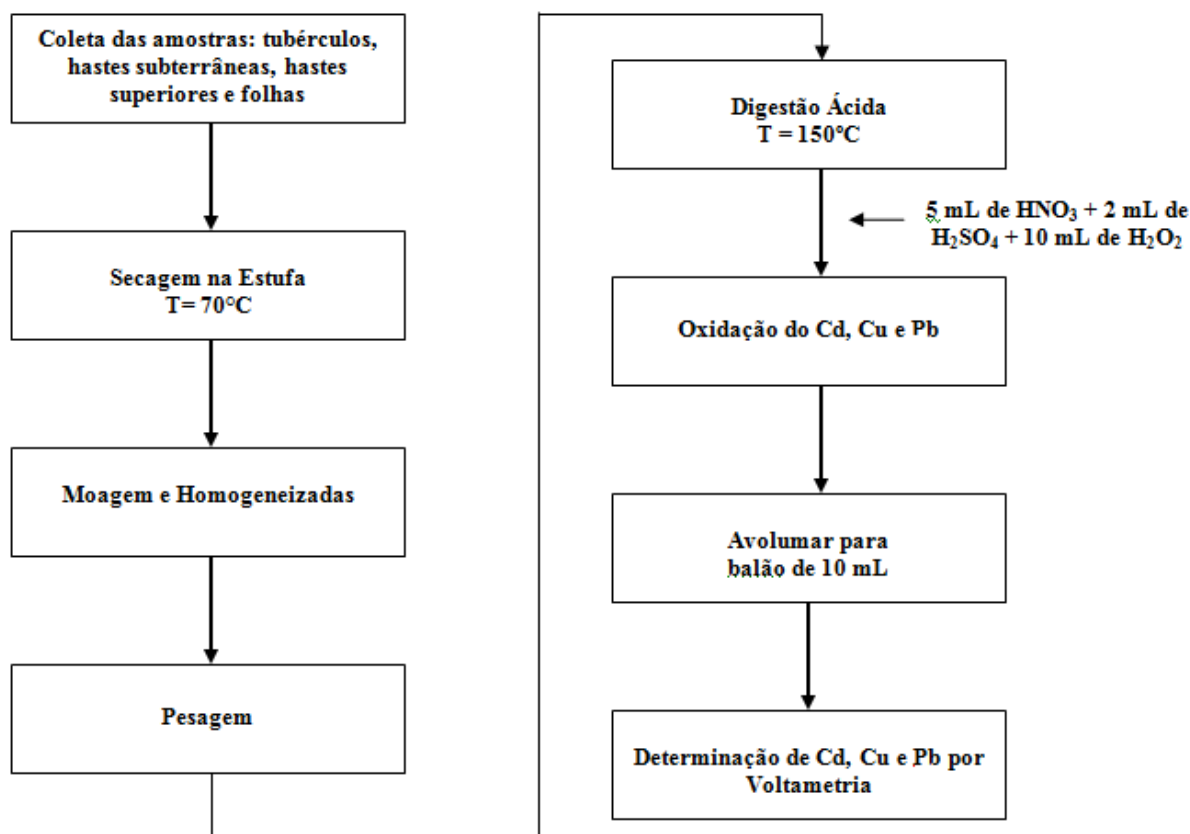 Coleta das amostras: tubérculos,
hastes subterrâneas, hastes
superiores e folhas
Secagem na Estufa
T= 70°C
Moagem e Homogeneizadas
Pesagem
Digestão Ácida
T = 150°C
5 mL de HNO₃ + 2 mL de
H₂SO₄ + 10 mL de H₂O₂
Oxidação do Cd, Cu e Pb
Avolumar para
balão de 10 mL
Determinação de Cd, Cu e Pb por
Voltametria